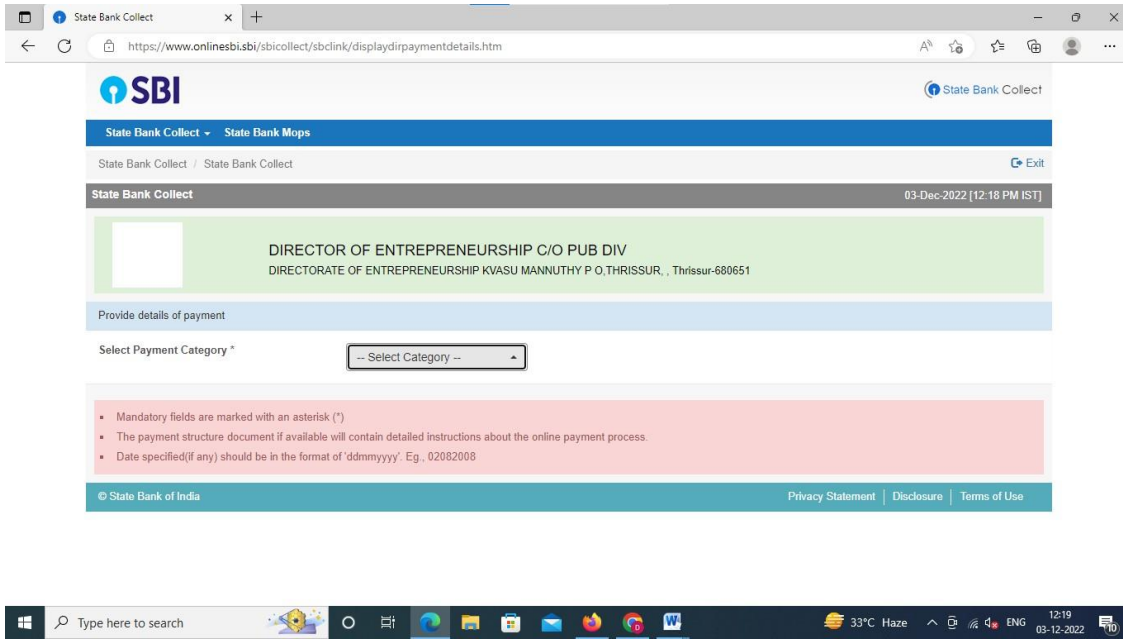 State Bank Collect
https://www.onlinesbi.sbi/sbicollect/sbclink/displaydirpaymentdetails.htm
SBI
State Bank Collect
State Bank Collect State Bank Mops
State Bank Collect / State Bank Collect Exit
State Bank Collect 03-Dec-2022 [12:18 PM IST]
DIRECTOR OF ENTREPRENEURSHIP C/O PUB DIV
DIRECTORATE OF ENTREPRENEURSHIP KVASU MANNUTHY P O,THRISSUR, , Thrissur-680651
Provide details of payment
Select Payment Category * -- Select Category --
Mandatory fields are marked with an asterisk (*)
The payment structure document if available will contain detailed instructions about the online payment process.
Date specified(if any) should be in the format of 'ddmmyyyy'. Eg., 02082008
© State Bank of India Privacy Statement | Disclosure | Terms of Use
Type here to search 33°C Haze ENG 12:19
03-12-2022 10